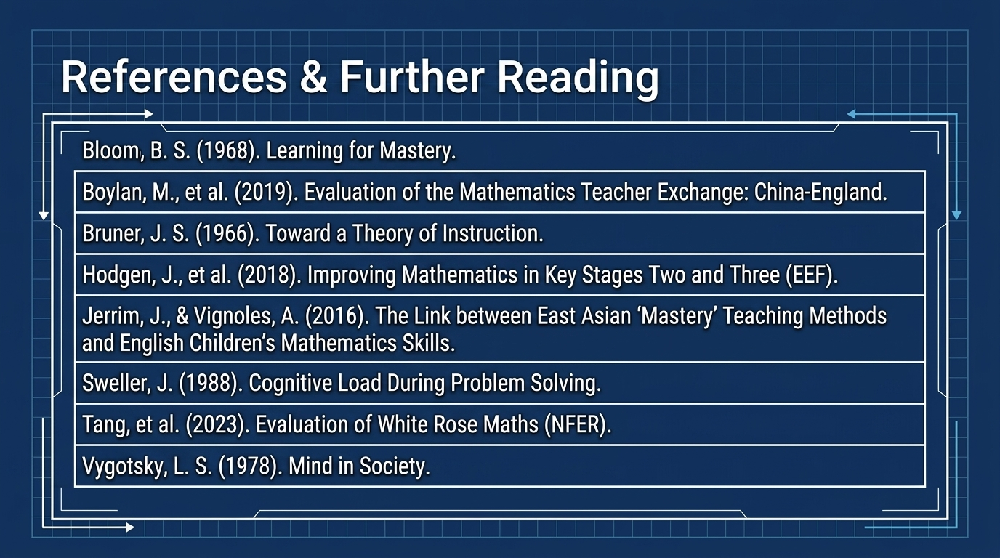 References & Further Reading
Bloom, B. S. (1968). Learning for Mastery.
Boylan, M., et al. (2019). Evaluation of the Mathematics Teacher Exchange: China-England.
Bruner, J. S. (1966). Toward a Theory of Instruction.
Hodgen, J., et al. (2018). Improving Mathematics in Key Stages Two and Three (EEF).
Jerrim, J., & Vignoles, A. (2016). The Link between East Asian ‘Mastery’ Teaching Methods
and English Children’s Mathematics Skills.
Sweller, J. (1988). Cognitive Load During Problem Solving.
Tang, et al. (2023). Evaluation of White Rose Maths (NFER).
Vygotsky, L. S. (1978). Mind in Society.